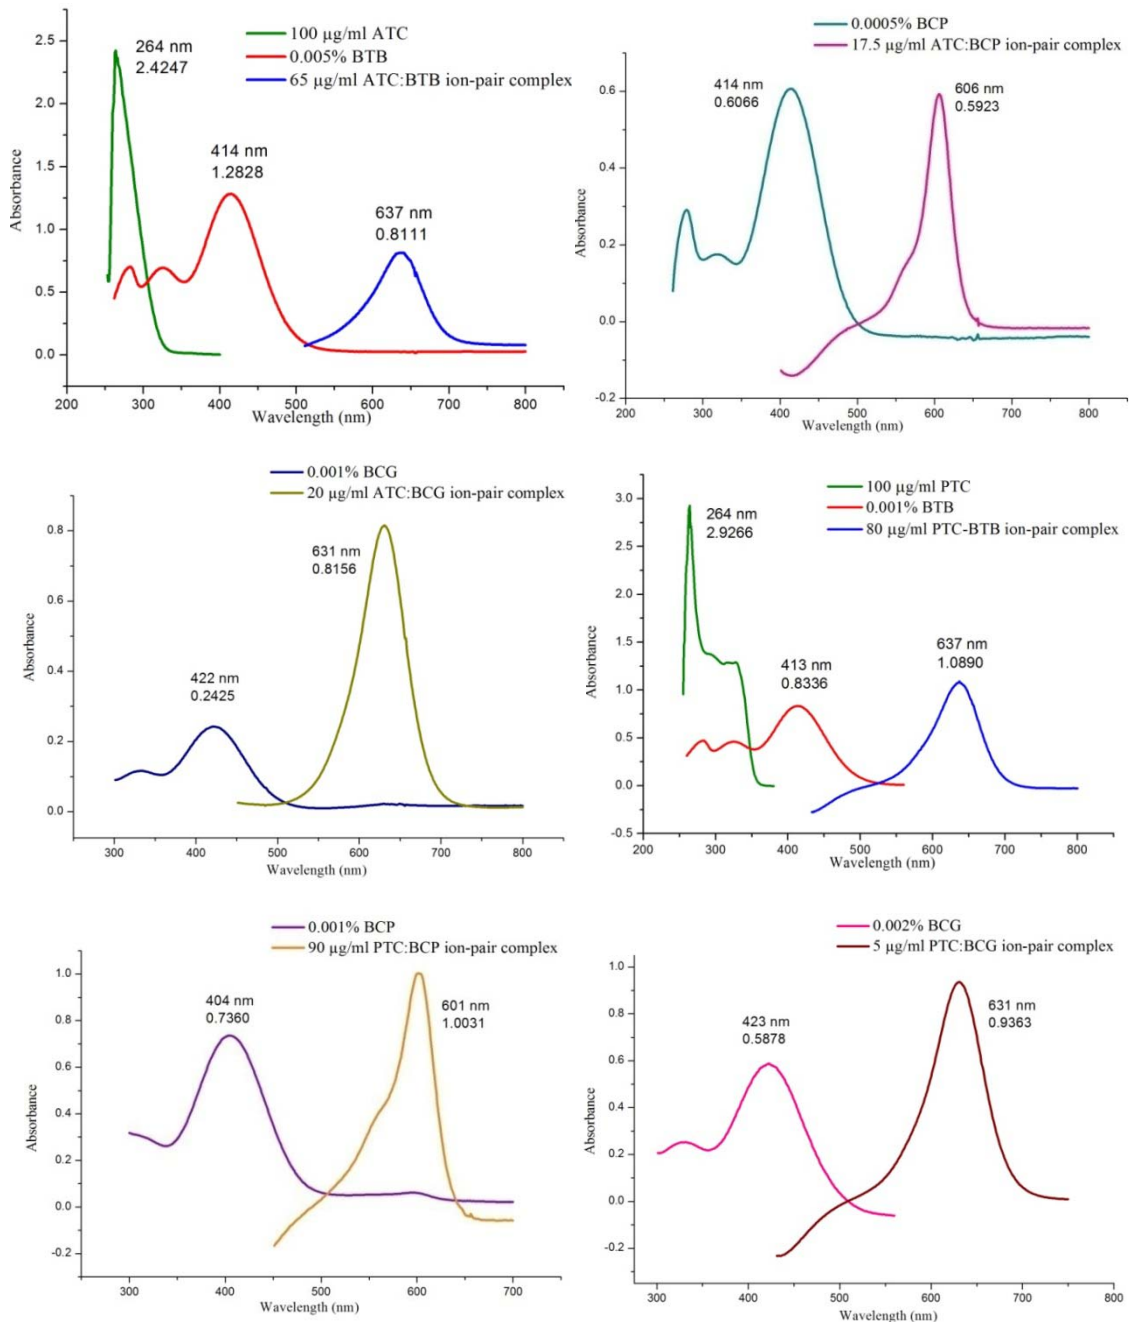 100 µg/ml ATC
0.005% BTB
65 µg/ml ATC:BTB ion-pair complex
264 nm
2.4247
414 nm
1.2828
637 nm
0.8111
2.5
2.0
1.5
1.0
0.5
0.0
Absorbance
200 300 400 500 600 700 800
Wavelength (nm)
0.0005% BCP
17.5 µg/ml ATC:BCP ion-pair complex
414 nm
0.6066
606 nm
0.5923
0.6
0.4
0.2
0.0
-0.2
Absorbance
200 300 400 500 600 700 800
Wavelength (nm)
0.001% BCG
20 µg/ml ATC:BCG ion-pair complex
631 nm
0.8156
422 nm
0.2425
0.8
0.6
0.4
0.2
0.0
Absorbance
300 400 500 600 700 800
Wavelength (nm)
100 µg/ml PTC
0.001% BTB
80 µg/ml PTC-BTB ion-pair complex
264 nm
2.9266
413 nm
0.8336
637 nm
1.0890
3.0
2.5
2.0
1.5
1.0
0.5
0.0
-0.5
Absorbance
300 400 500 600 700 800
Wavelength (nm)
0.001% BCP
90 µg/ml PTC:BCP ion-pair complex
404 nm
0.7360
601 nm
1.0031
1.0
0.8
0.6
0.4
0.2
0.0
-0.2
Absorbance
300 400 500 600 700
Wavelength (nm)
0.002% BCG
5 µg/ml PTC:BCG ion-pair complex
423 nm
0.5878
631 nm
0.9363
1.0
0.8
0.6
0.4
0.2
0.0
-0.2
Absorbance
300 400 500 600 700 800
Wavelength (nm)